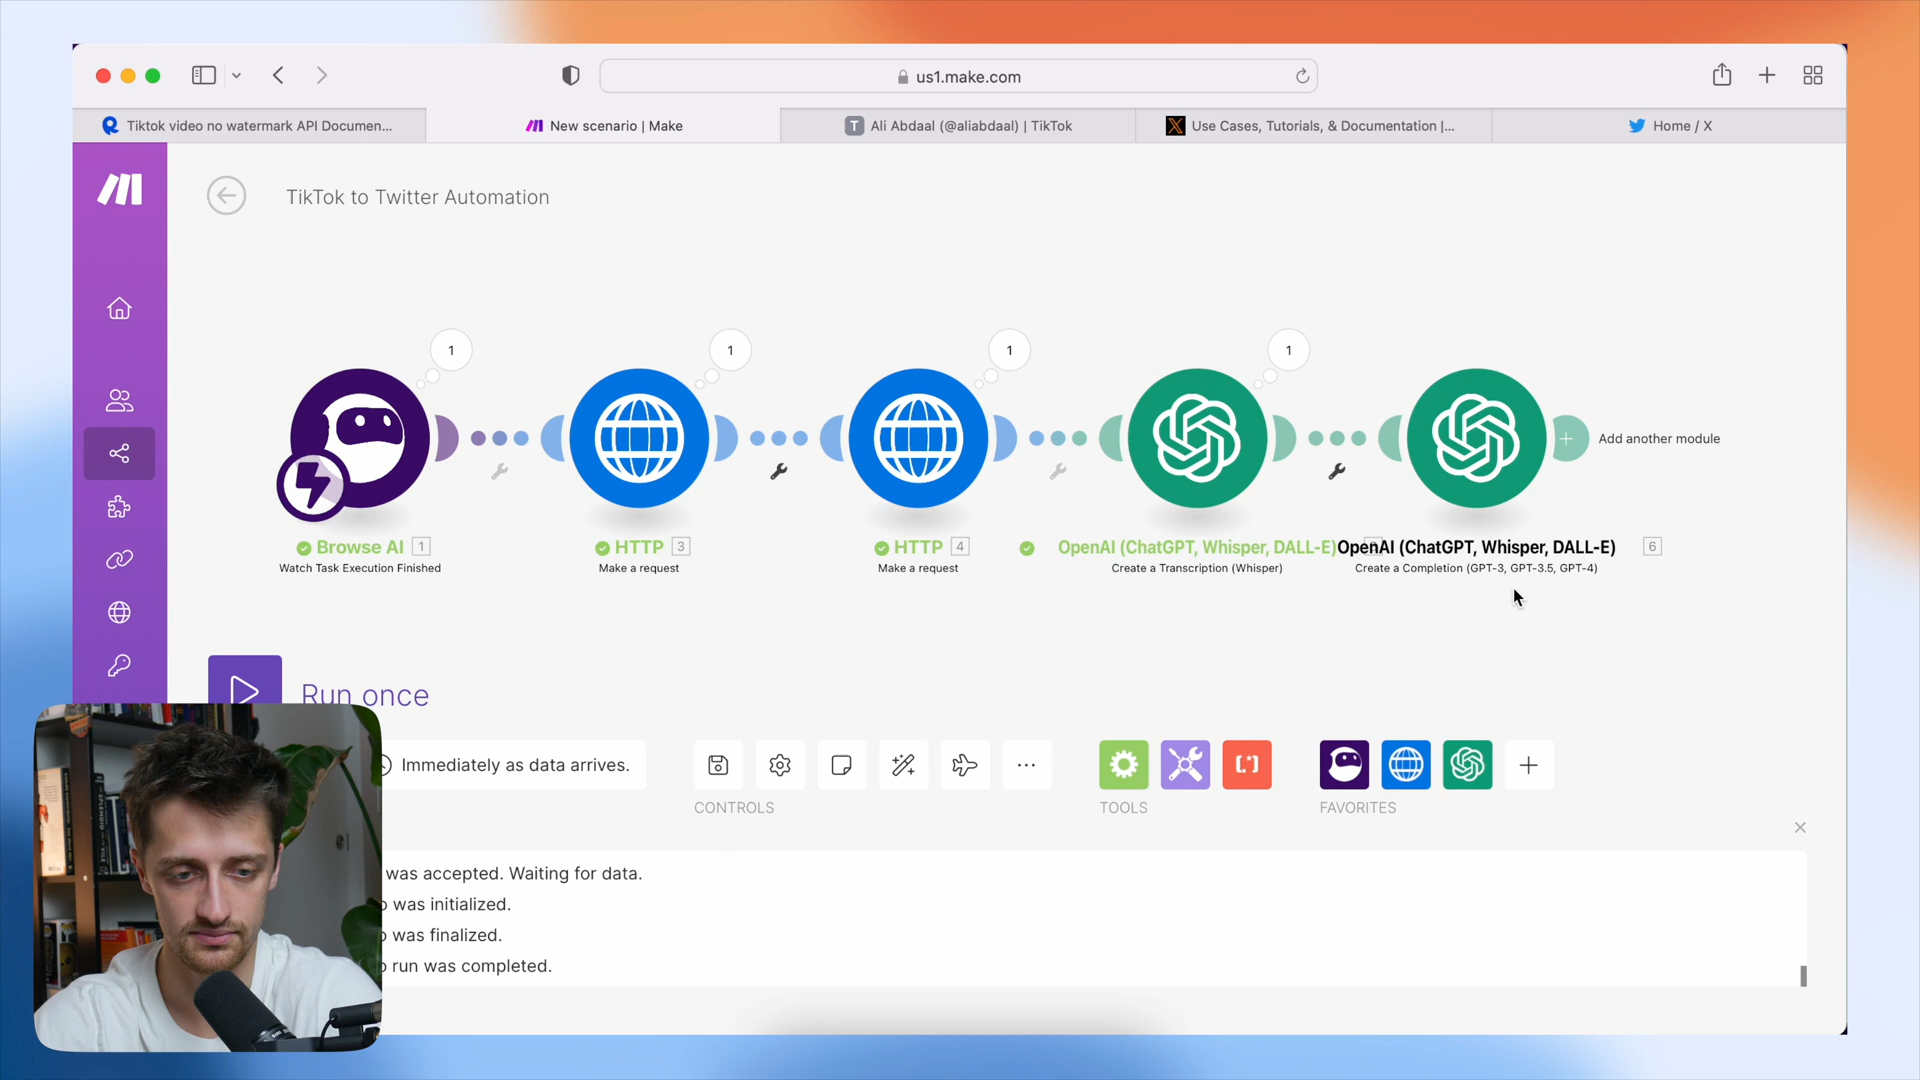 us1.make.com
Tiktok video no watermark API Documen...
New scenario | Make
T Ali Abdaal (@aliabdaal) | TikTok
Use Cases, Tutorials, & Documentation |...
Home / X
TikTok to Twitter Automation
1
1
1
1
Browse AI 1
Watch Task Execution Finished
HTTP 3
Make a request
HTTP 4
Make a request
OpenAI (ChatGPT, Whisper, DALL-E)
Create a Transcription (Whisper)
OpenAI (ChatGPT, Whisper, DALL-E) 6
Create a Completion (GPT-3, GPT-3.5, GPT-4)
Add another module
Run once
Immediately as data arrives.
CONTROLS
TOOLS
FAVORITES
was accepted. Waiting for data.
was initialized.
was finalized.
run was completed.